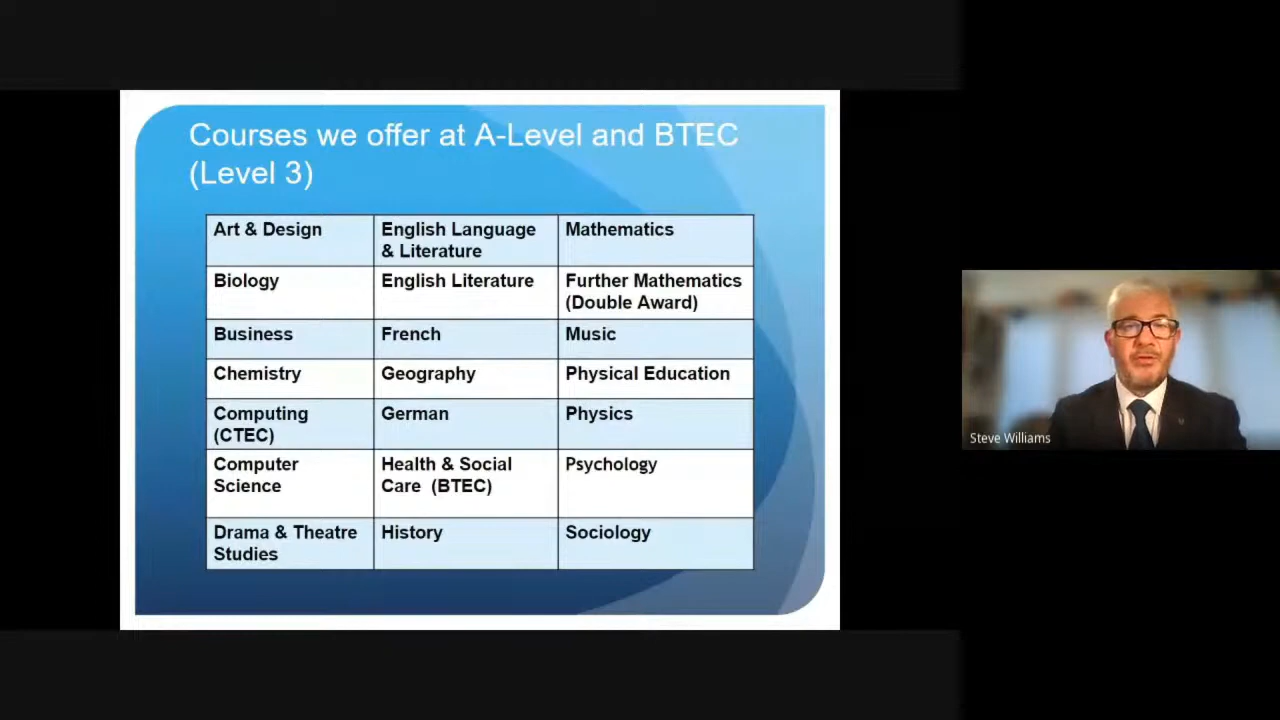 Courses we offer at A-Level and BTEC
(Level 3)
Art & Design
English Language
& Literature
Mathematics
Biology
English Literature
Further Mathematics
(Double Award)
Business
French
Music
Chemistry
Geography
Physical Education
Computing
(CTEC)
German
Physics
Computer
Science
Health & Social
Care (BTEC)
Psychology
Drama & Theatre
Studies
History
Sociology
Steve Williams